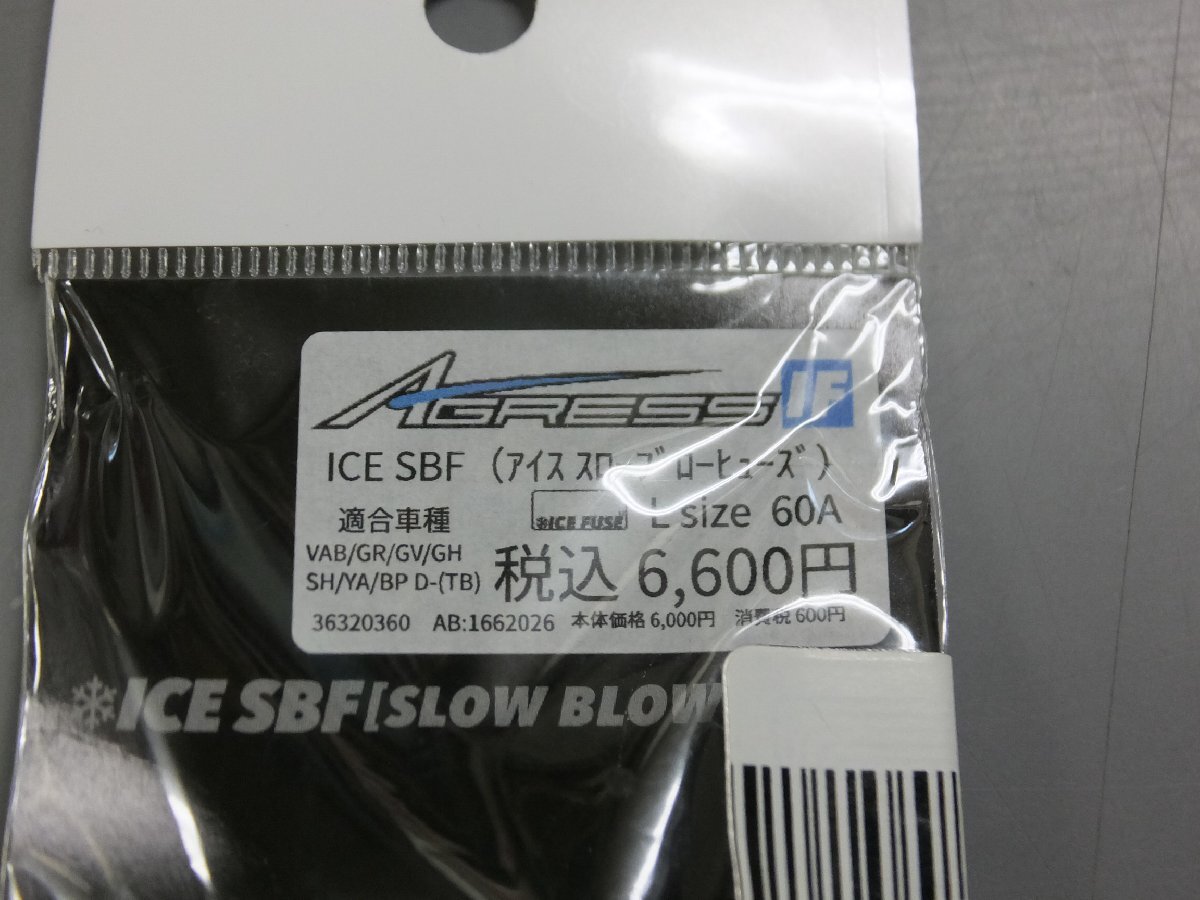 AGRESS IF
ICE SBF (アイス スローブローヒューズ)
適合車種
❄ICE FUSE L size 60A
VAB/GR/GV/GH
SH/YA/BP D-(TB)
税込 6,600円
36320360 AB:1662026 本体価格 6,000円 消費税 600円
❄ICE SBF[SLOW BLOW